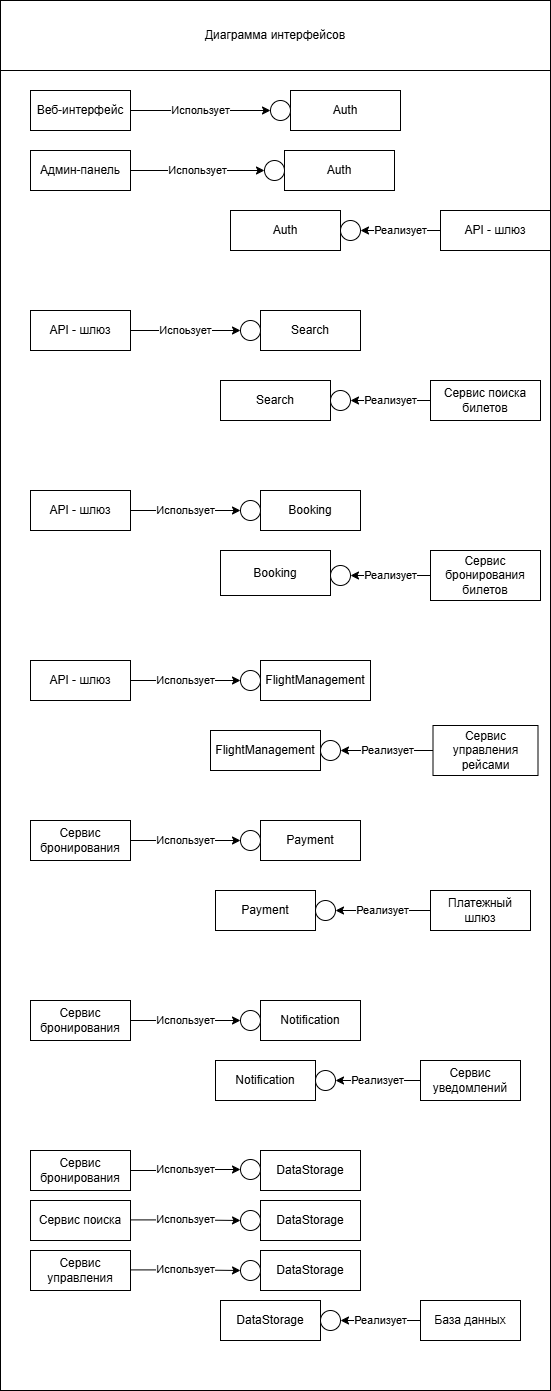 Диаграмма интерфейсов
Веб-интерфейс
Использует
Auth
Админ-панель
Использует
Auth
Auth
Реализует
API - шлюз
API - шлюз
Испоьзует
Search
Search
Реализует
Сервис поиска
билетов
API - шлюз
Использует
Booking
Booking
Реализует
Сервис
бронирования
билетов
API - шлюз
Использует
FlightManagement
FlightManagement
Реализует
Сервис
управления
рейсами
Сервис
бронирования
Использует
Payment
Payment
Реализует
Платежный
шлюз
Сервис
бронирования
Использует
Notification
Notification
Реализует
Сервис
уведомлений
Сервис
бронирования
Использует
DataStorage
Сервис поиска
Использует
DataStorage
Сервис
управления
Использует
DataStorage
DataStorage
Реализует
База данных